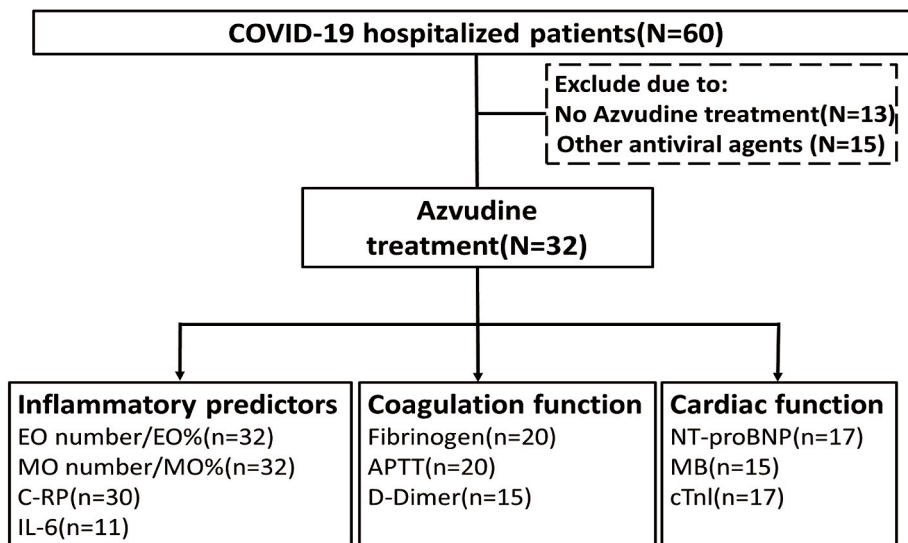 COVID-19 hospitalized patients(N=60)
Exclude due to:
No Azvudine treatment(N=13)
Other antiviral agents (N=15)
Azvudine
treatment(N=32)
Inflammatory predictors
EO number/EO%(n=32)
MO number/MO%(n=32)
C-RP(n=30)
IL-6(n=11)
Coagulation function
Fibrinogen(n=20)
APTT(n=20)
D-Dimer(n=15)
Cardiac function
NT-proBNP(n=17)
MB(n=15)
cTnl(n=17)